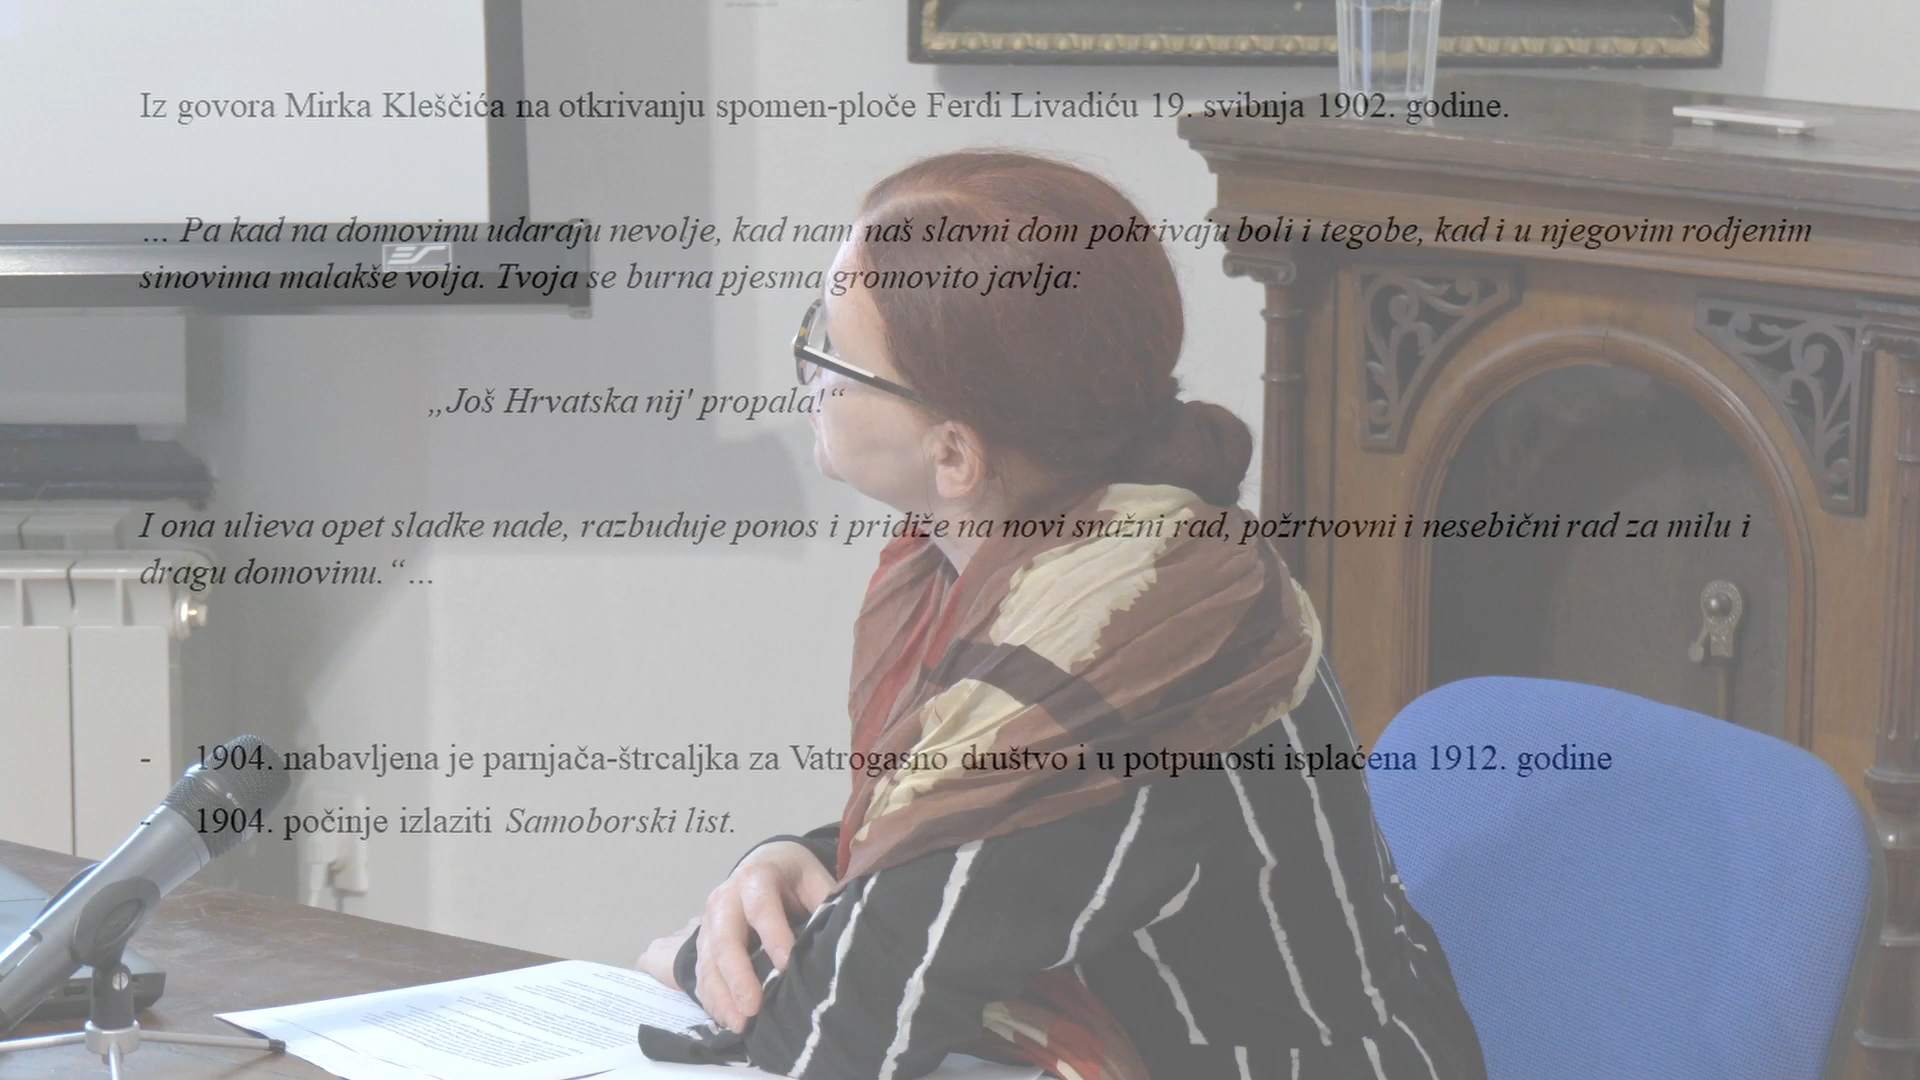 Iz govora Mirka Kleščića na otkrivanju spomen-ploče Ferdi Livadiću 19. svibnja 1902. godine.
… Pa kad na domovinu udaraju nevolje, kad nam naš slavni dom pokrivaju boli i tegobe, kad i u njegovim rodjenim
sinovima malakše volja. Tvoja se burna pjesma gromovito javlja:
„Još Hrvatska nij' propala!“
I ona ulieva opet sladke nade, razbuđuje ponos i pridiže na novi snažni rad, požrtvovni i nesebični rad za milu i
dragu domovinu.“…
- 1904. nabavljena je parnjača-štrcaljka za Vatrogasno društvo i u potpunosti isplaćena 1912. godine
- 1904. počinje izlaziti Samoborski list.